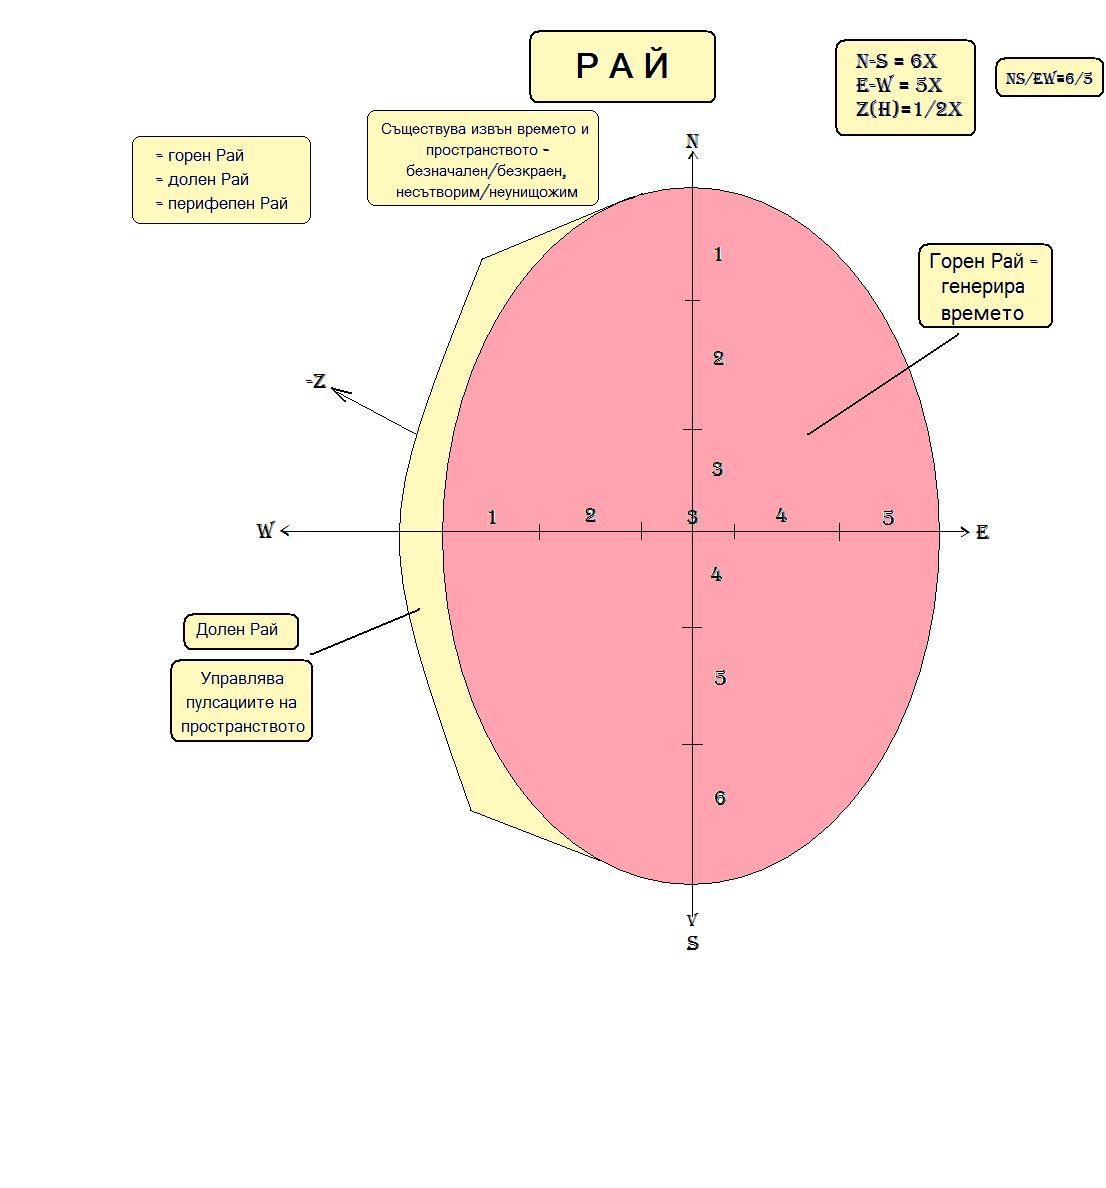 РАЙ
N-S = 6X
E-W = 5X
Z(H)=1/2X
NS/EW=6/5
Съществува извън времето и
пространството -
безначален/безкраен,
несътворим/неунищожим
- горен Рай
- долен Рай
- перифепен Рай
N
Горен Рай -
генерира
времето
1
2
3
-Z
W
1
2
3
4
5
E
4
5
6
Долен Рай
Управлява
пулсациите на
пространството
S